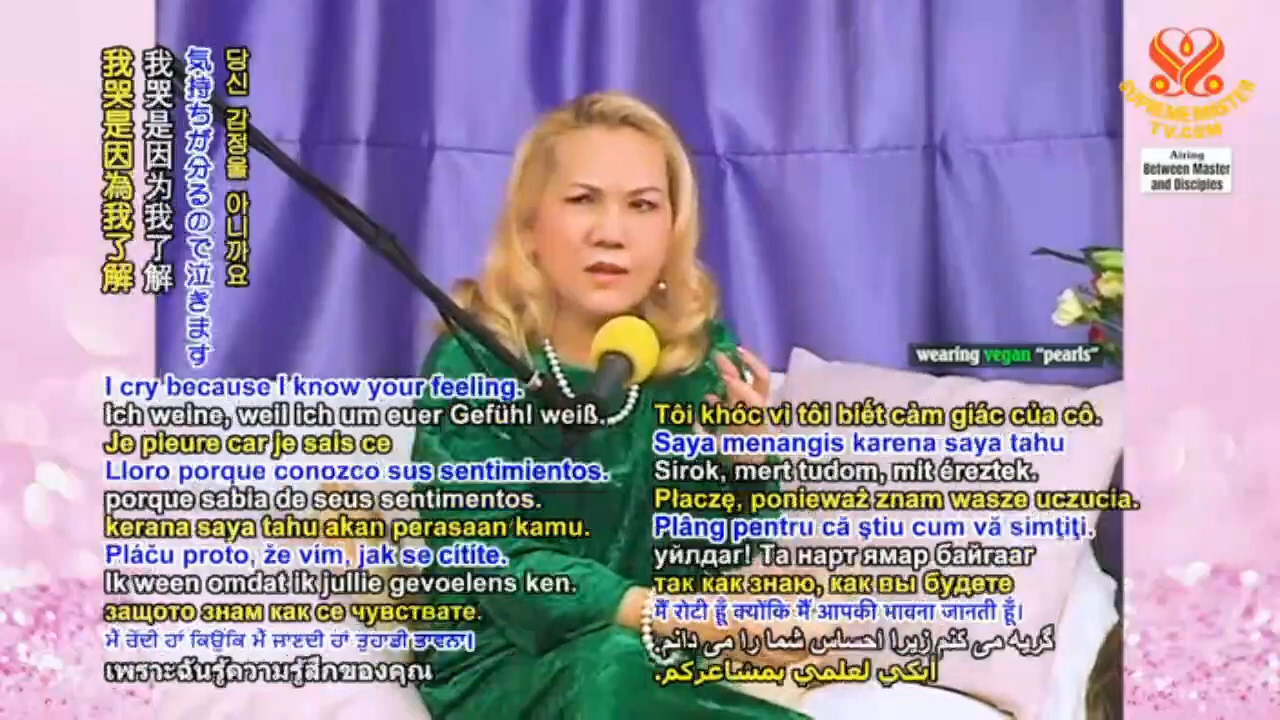 我哭是因為我了解
我哭是因为我了解
気持ちが分るので泣きます
당신 감정을 아니까요
SUPREMEMASTER
TV.COM
Airing
Between Master
and Disciples
wearing vegan "pearls"
I cry because I know your feeling.
Ich weine, weil ich um euer Gefühl weiß.
Je pleure car je sais ce
Lloro porque conozco sus sentimientos.
porque sabia de seus sentimentos.
kerana saya tahu akan perasaan kamu.
Pláču proto, že vím, jak se cítíte.
Ik ween omdat ik jullie gevoelens ken.
защото знам как се чувствате.
ਮੈਂ ਰੋਂਦੀ ਹਾਂ ਕਿਉਂਕਿ ਮੈਂ ਜਾਣਦੀ ਹਾਂ ਤੁਹਾਡੀ ਭਾਵਨਾ।
เพราะฉันรู้ความรู้สึกของคุณ
Tôi khóc vì tôi biết cảm giác của cô.
Saya menangis karena saya tahu
Sírok, mert tudom, mit éreztek.
Płaczę, ponieważ znam wasze uczucia.
Plâng pentru că ştiu cum vă simţiţi.
уйлдаг! Та нарт ямар байгааг
так как знаю, как вы будете
मैं रोटी हूँ क्योंकि मैं आपकी भावना जानती हूँ।
گریه می کنم زیرا احساس شما را می دانم.
أبكي لعلمي بمشاعركم.